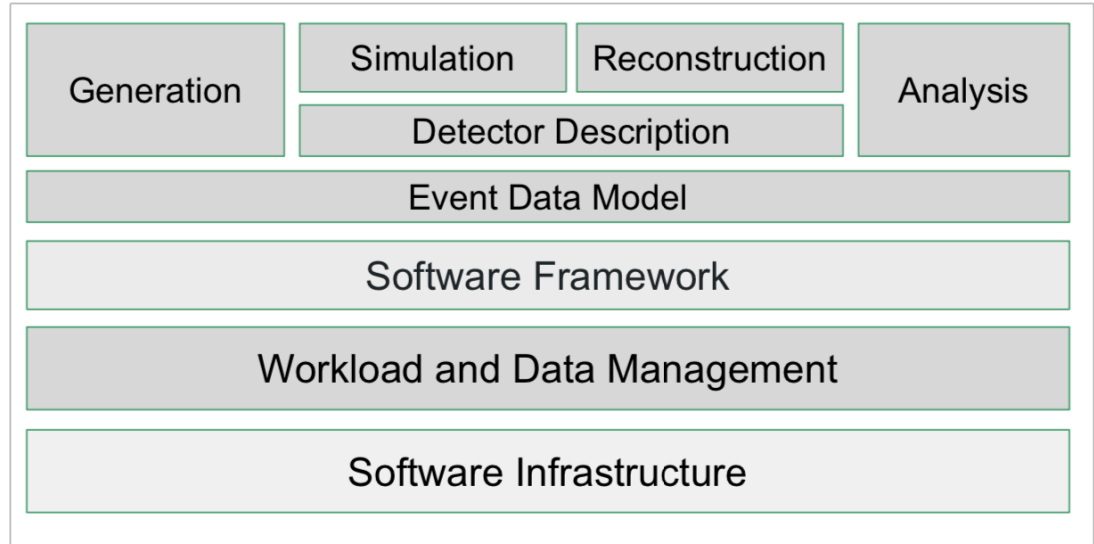 Generation
Simulation
Reconstruction
Analysis
Detector Description
Event Data Model
Software Framework
Workload and Data Management
Software Infrastructure